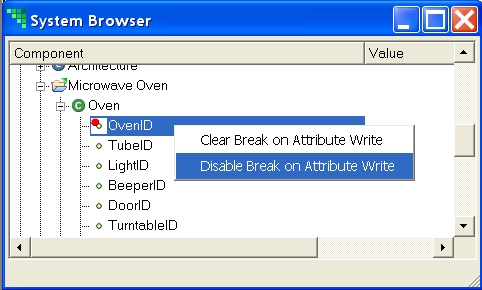 System Browser
Component Value
Architecture
Microwave Oven
C Oven
OvenID
Clear Break on Attribute Write
TubeID
LightID
Disable Break on Attribute Write
BeeperID
DoorID
TurntableID